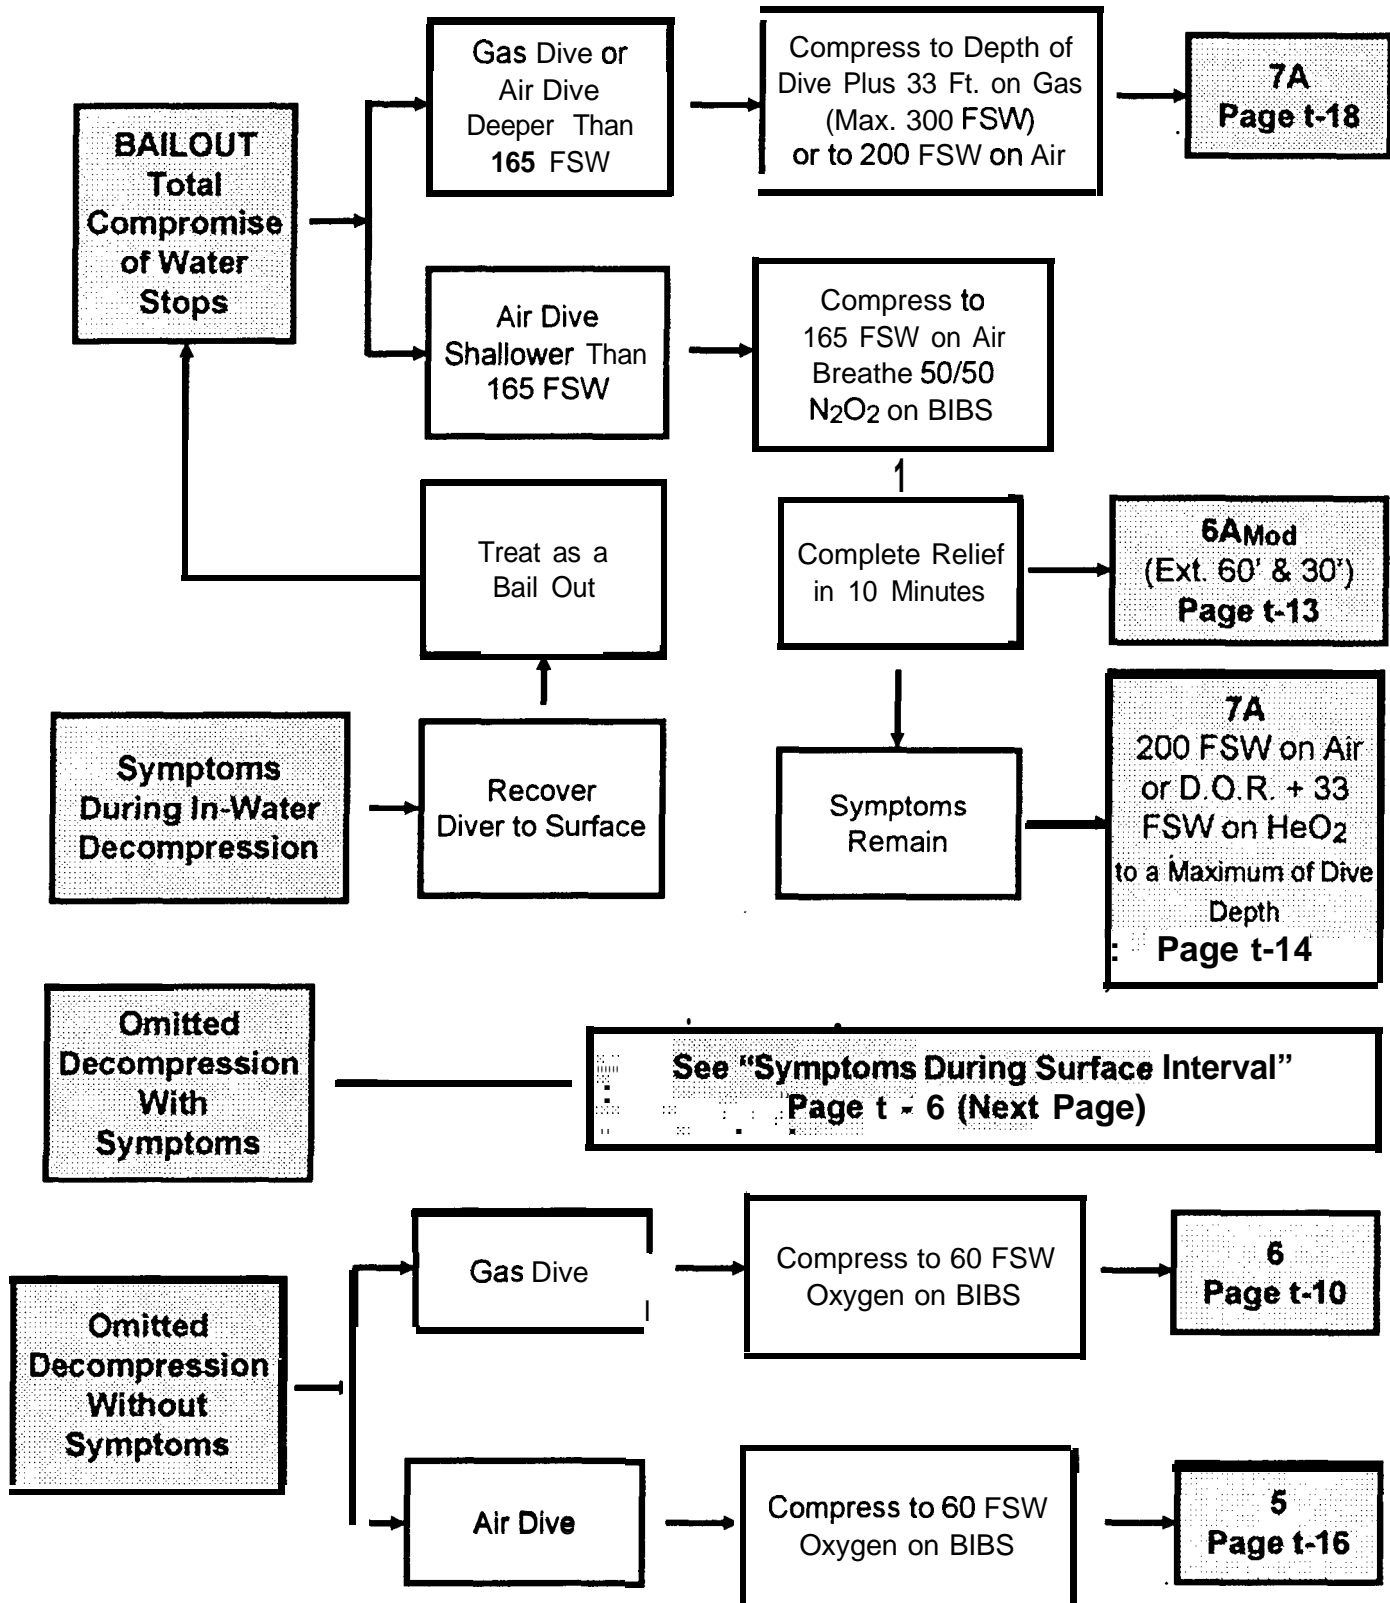 Gas Dive or
Air Dive
Deeper Than
165 FSW
Compress to Depth of
Dive Plus 33 Ft. on Gas
(Max. 300 FSW)
or to 200 FSW on Air
7A
Page t-18
BAILOUT
Total
Compromise
of Water
Stops
Air Dive
Shallower Than
165 FSW
Compress to
165 FSW on Air
Breathe 50/50
N2O2 on BIBS
Treat as a
Bail Out
Complete Relief
in 10 Minutes
6AMod
(Ext. 60' & 30')
Page t-13
Symptoms
During In-Water
Decompression
Recover
Diver to Surface
Symptoms
Remain
7A
200 FSW on Air
or D.O.R. + 33
FSW on HeO2
to a Maximum of Dive
Depth
Page t-14
Omitted
Decompression
With
Symptoms
See "Symptoms During Surface Interval"
Page t - 6 (Next Page)
Omitted
Decompression
Without
Symptoms
Gas Dive
Compress to 60 FSW
Oxygen on BIBS
6
Page t-10
Air Dive
Compress to 60 FSW
Oxygen on BIBS
5
Page t-16